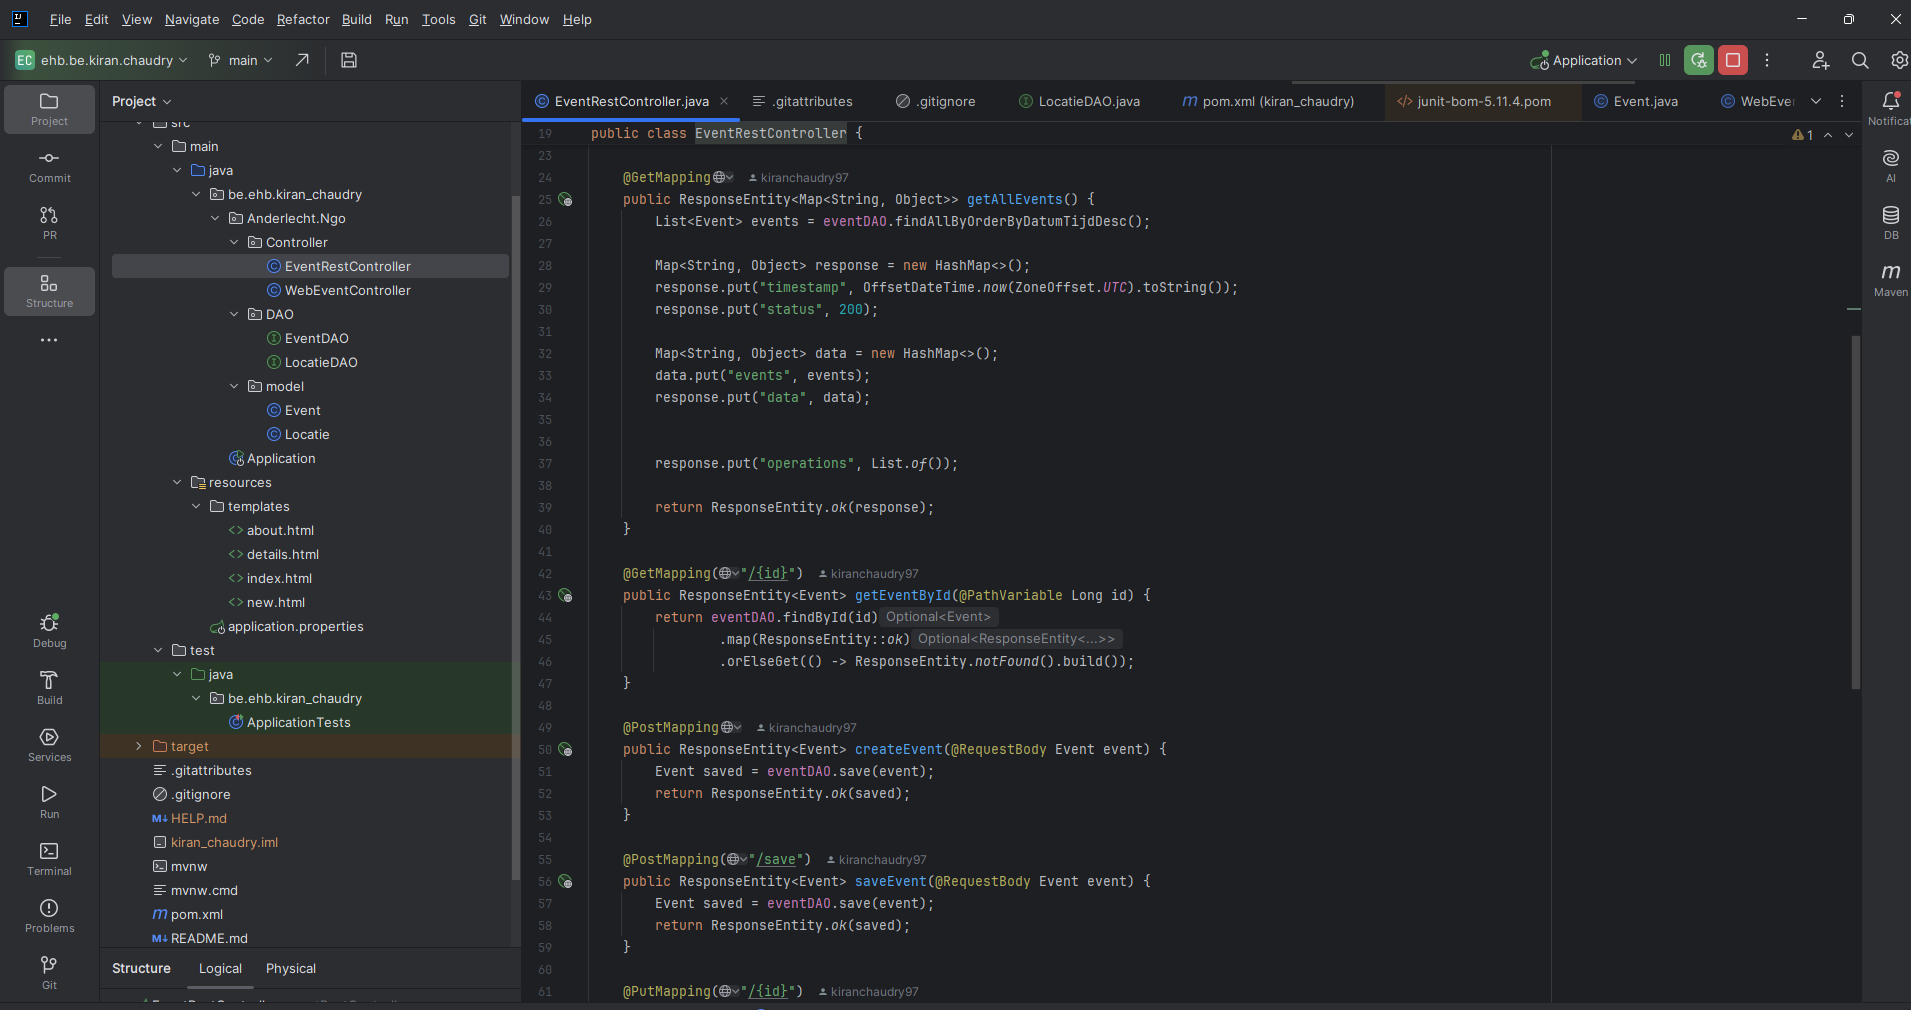 File Edit View Navigate Code Refactor Build Run Tools Git Window Help
EC ehb.be.kiran.chaudry main Application
Project
Commit
PR
Structure
Debug
Build
Services
Run
Terminal
Problems
Git
Project
src
main
java
be.ehb.kiran_chaudry
Anderlecht.Ngo
Controller
EventRestController
WebEventController
DAO
EventDAO
LocatieDAO
model
Event
Locatie
Application
resources
templates
about.html
details.html
index.html
new.html
application.properties
test
java
be.ehb.kiran_chaudry
ApplicationTests
target
.gitattributes
.gitignore
HELP.md
kiran_chaudry.iml
mvnw
mvnw.cmd
pom.xml
README.md
Structure Logical Physical
EventRestController.java .gitattributes .gitignore LocatieDAO.java pom.xml (kiran_chaudry) junit-bom-5.11.4.pom Event.java WebEver
19 public class EventRestController { 1
23
24 @GetMapping kiranchaudry97
25 public ResponseEntity<Map<String, Object>> getAllEvents() {
26 List<Event> events = eventDAO.findAllByOrderByDatumTijdDesc();
27
28 Map<String, Object> response = new HashMap<>();
29 response.put("timestamp", OffsetDateTime.now(ZoneOffset.UTC).toString());
30 response.put("status", 200);
31
32 Map<String, Object> data = new HashMap<>();
33 data.put("events", events);
34 response.put("data", data);
35
36
37 response.put("operations", List.of());
38
39 return ResponseEntity.ok(response);
40 }
41
42 @GetMapping("/{id}") kiranchaudry97
43 public ResponseEntity<Event> getEventById(@PathVariable Long id) {
44 return eventDAO.findById(id) Optional<Event>
45 .map(ResponseEntity::ok) Optional<ResponseEntity<...>>
46 .orElseGet(() -> ResponseEntity.notFound().build());
47 }
48
49 @PostMapping kiranchaudry97
50 public ResponseEntity<Event> createEvent(@RequestBody Event event) {
51 Event saved = eventDAO.save(event);
52 return ResponseEntity.ok(saved);
53 }
54
55 @PostMapping("/save") kiranchaudry97
56 public ResponseEntity<Event> saveEvent(@RequestBody Event event) {
57 Event saved = eventDAO.save(event);
58 return ResponseEntity.ok(saved);
59 }
60
61 @PutMapping("/{id}") kiranchaudry97
Notificat
AI
DB
Maven